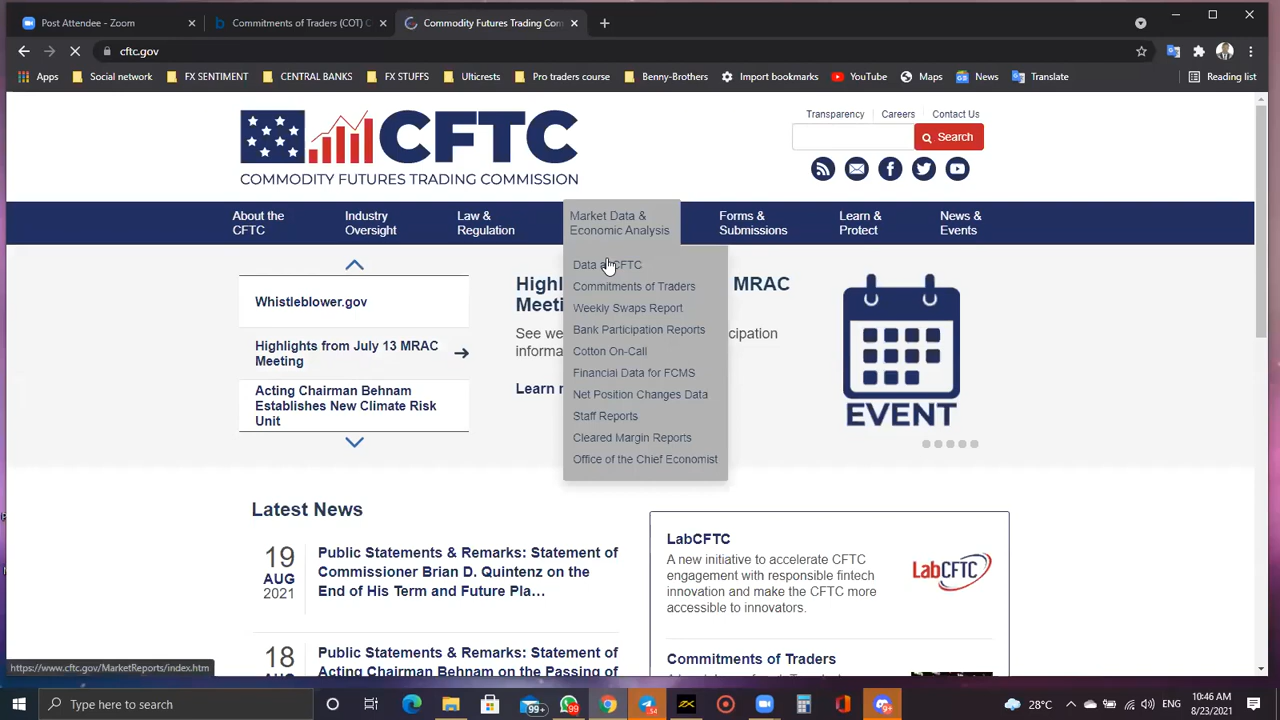 Post Attendee - Zoom
Commitments of Traders (COT) C
Commodity Futures Trading Com
cftc.gov
Apps
Social network
FX SENTIMENT
CENTRAL BANKS
FX STUFF
Ulticrests
Pro traders course
Benny-Brothers
Import bookmarks
YouTube
Maps
News
Translate
Reading list
CFTC
COMMODITY FUTURES TRADING COMMISSION
Transparency
Careers
Contact Us
Search
About the
CFTC
Industry
Oversight
Law &
Regulation
Market Data &
Economic Analysis
Forms &
Submissions
Learn &
Protect
News &
Events
Data CFTC
Commitments of Traders
Weekly Swaps Report
Bank Participation Reports
Cotton On-Call
Financial Data for FCMS
Net Position Changes Data
Staff Reports
Cleared Margin Reports
Office of the Chief Economist
Whistleblower.gov
Highlights from July 13 MRAC
Meeting
Acting Chairman Behnam
Establishes New Climate Risk
Unit
MRAC
See
EVENT
Latest News
19
AUG
2021
Public Statements & Remarks: Statement of
Commissioner Brian D. Quintenz on the
End of His Term and Future Pla...
18
Public Statements & Remarks: Statement of
Acting Chairman Behnam on the Passing of
LabCFTC
A new initiative to accelerate CFTC
engagement with responsible fintech
innovation and make the CFTC more
accessible to innovators.
LabCFTC
Commitments of Traders
https://www.cftc.gov/MarketReports/index.htm
Type here to search
99+
99
54
9+
28°C
10:46 AM
8/23/2021